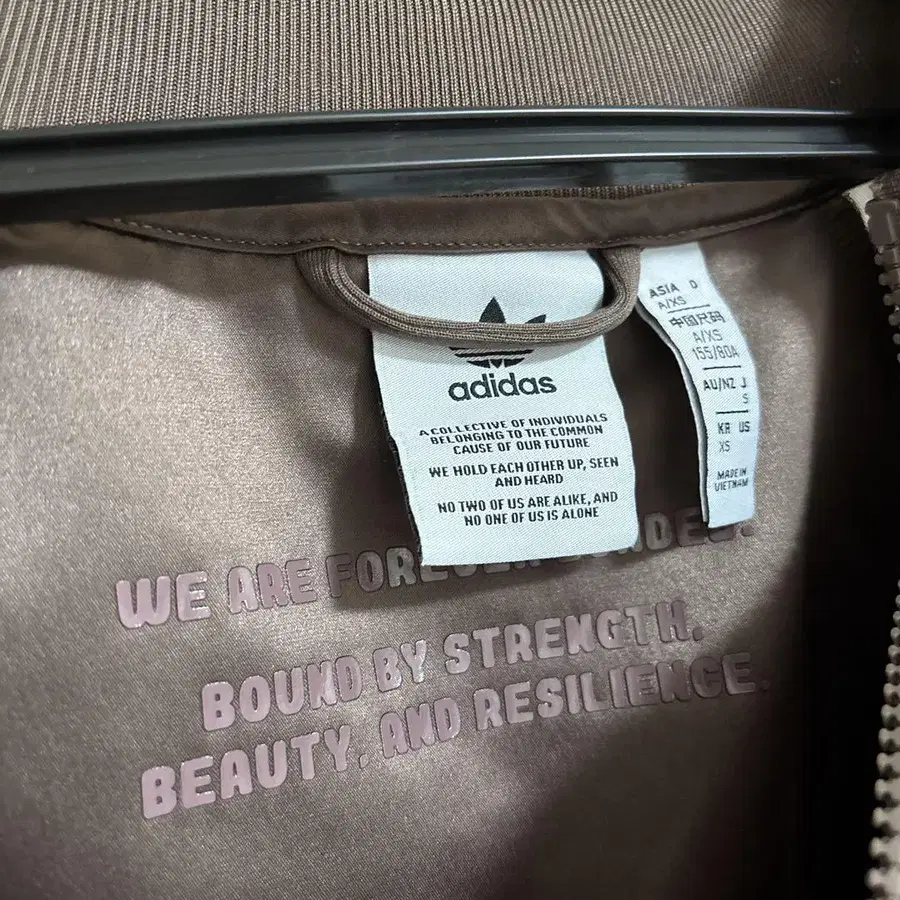 adidas
A COLLECTIVE OF INDIVIDUALS
BELONGING TO THE COMMON
CAUSE OF OUR FUTURE
WE HOLD EACH OTHER UP, SEEN
AND HEARD
NO TWO OF US ARE ALIKE, AND
NO ONE OF US IS ALONE
ASIA D
A/XS
中国尺码
A/XS
155/80A
AU/NZ J
S
KR US
XS
MADE IN
VIETNAM
WE ARE FOREVER BONDED.
BOUND BY STRENGTH,
BEAUTY, AND RESILIENCE.